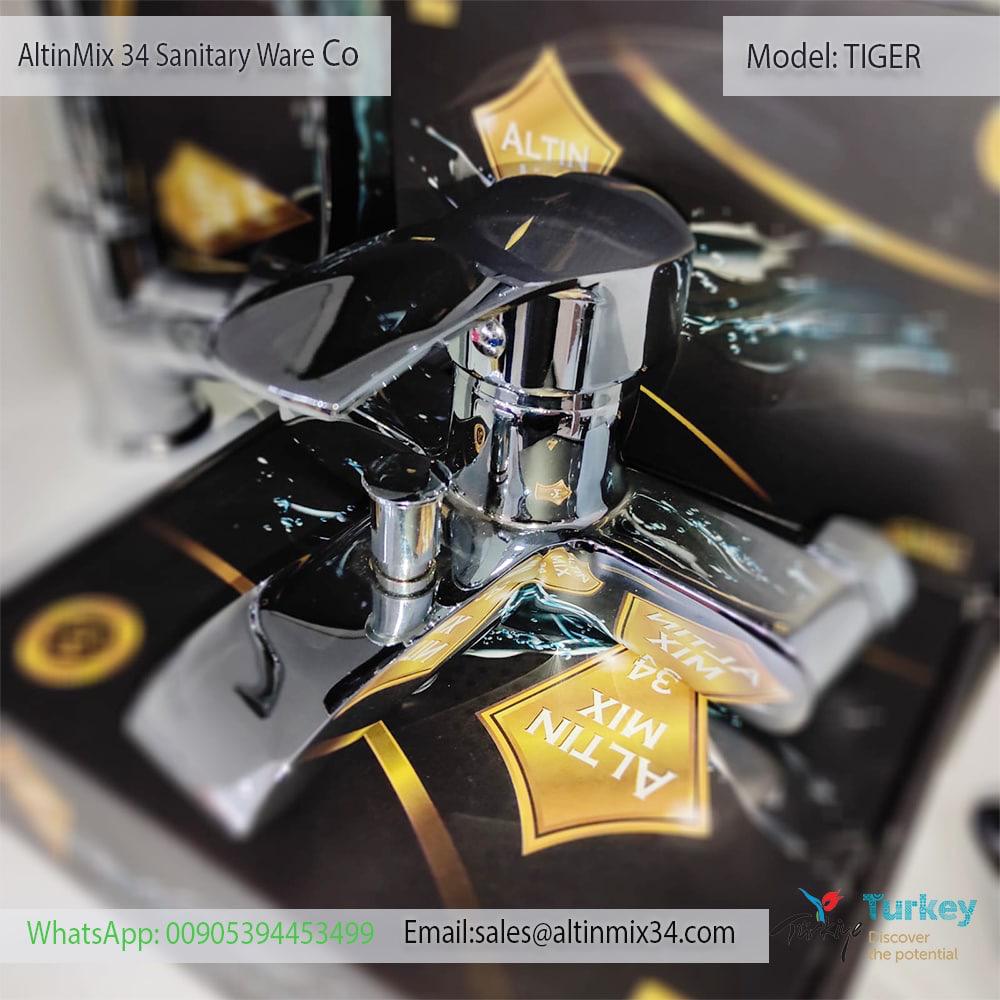 AltinMix 34 Sanitary Ware Co
Model: TIGER
ALTIN
ALTIN
MIX
34
ALTIN
MIX
34
WhatsApp: 00905394453499
Email:sales@altinmix34.com
Türkiye
Turkey
Discover
the potential